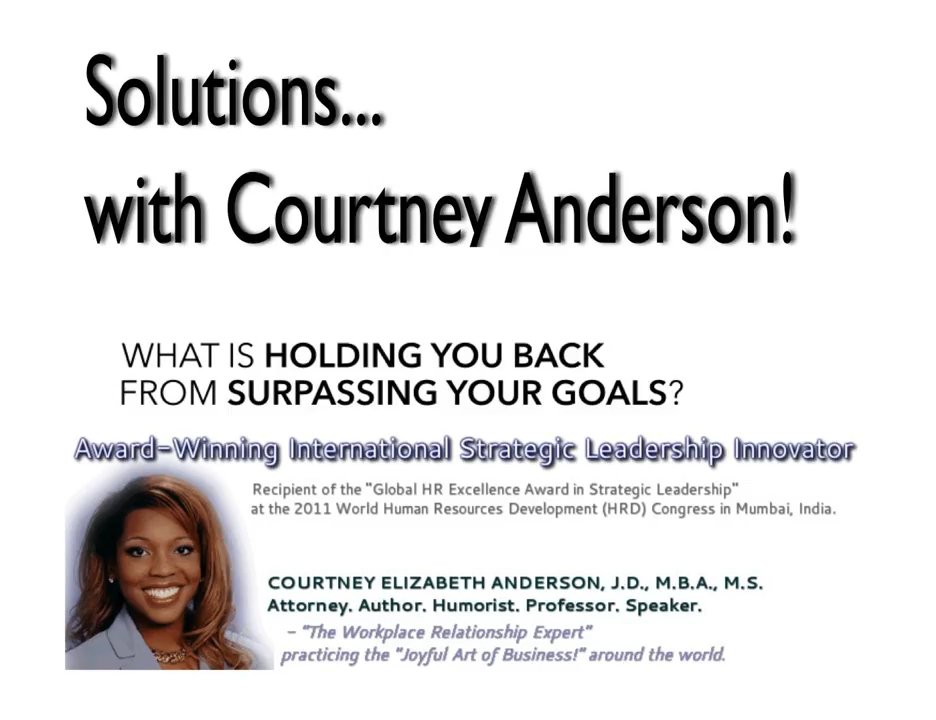 Solutions...
with Courtney Anderson!
WHAT IS HOLDING YOU BACK
FROM SURPASSING YOUR GOALS?
Award-Winning International Strategic Leadership Innovator
Recipient of the "Global HR Excellence Award in Strategic Leadership"
at the 2011 World Human Resources Development (HRD) Congress in Mumbai, India.
COURTNEY ELIZABETH ANDERSON, J.D., M.B.A., M.S.
Attorney. Author. Humorist. Professor. Speaker.
- "The Workplace Relationship Expert"
practicing the "Joyful Art of Business!" around the world.